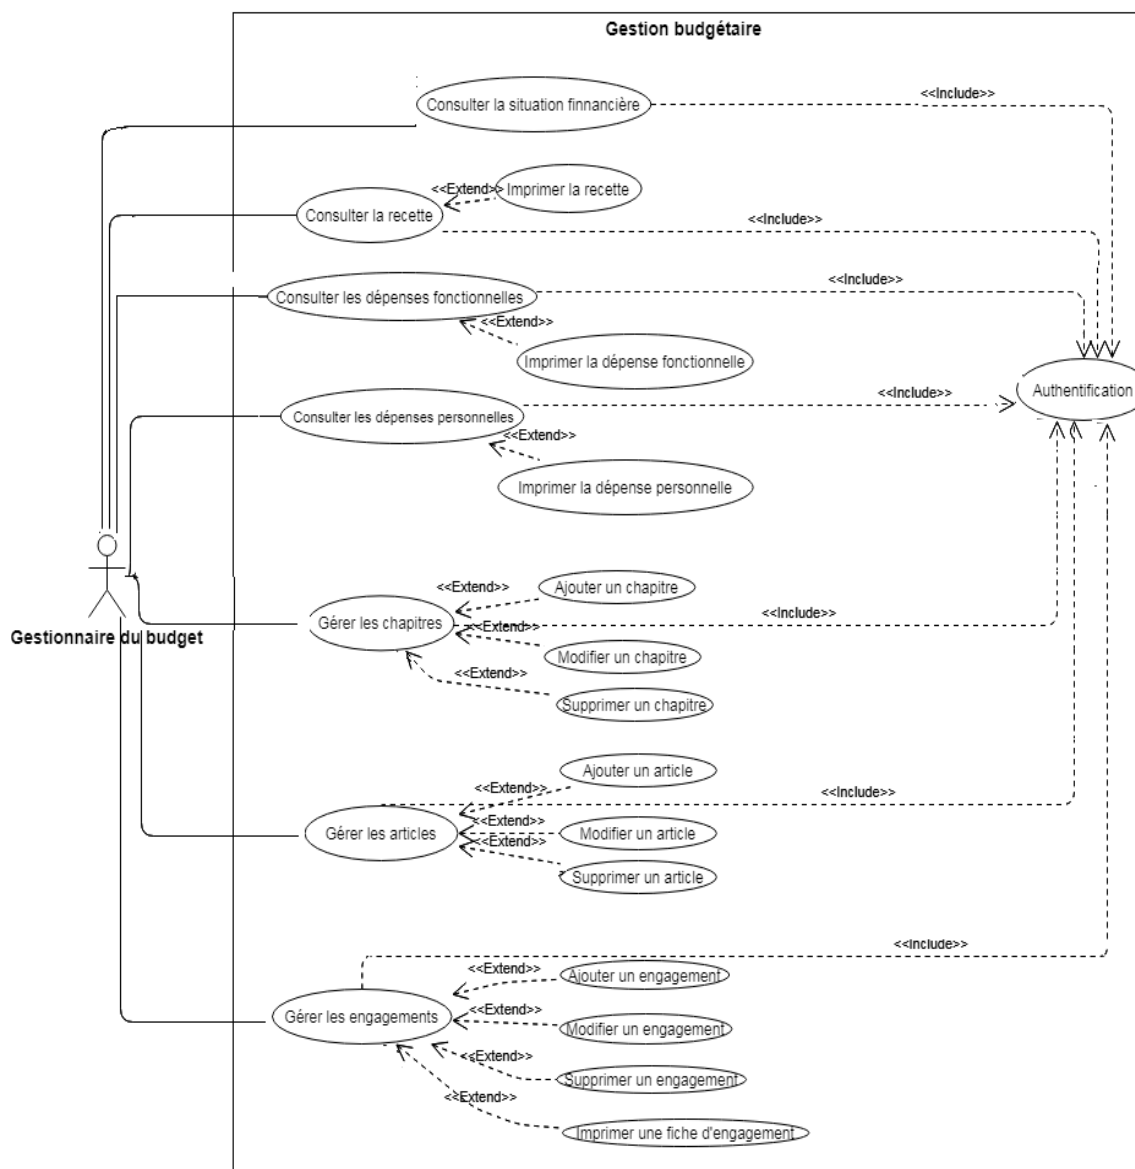 Gestion budgétaire
Consulter la situation finnancière
<<Include>>
<<Extend>>
Imprimer la recette
Consulter la recette
<<Include>>
Consulter les dépenses fonctionnelles
<<Include>>
<<Extend>>
Imprimer la dépense fonctionnelle
Authentification
Consulter les dépenses personnelles
<<Include>>
<<Extend>>
Imprimer la dépense personnelle
Gestionnaire du budget
<<Extend>>
Ajouter un chapitre
Gérer les chapitres
<<Include>>
<<Extend>>
Modifier un chapitre
<<Extend>>
Supprimer un chapitre
Ajouter un article
<<Extend>>
<<Include>>
Gérer les articles
<<Extend>>
Modifier un article
<<Extend>>
Supprimer un article
<<Include>>
<<Extend>>
Ajouter un engagement
Gérer les engagements
<<Extend>>
Modifier un engagement
<<Extend>>
Supprimer un engagement
<<Extend>>
Imprimer une fiche d'engagement